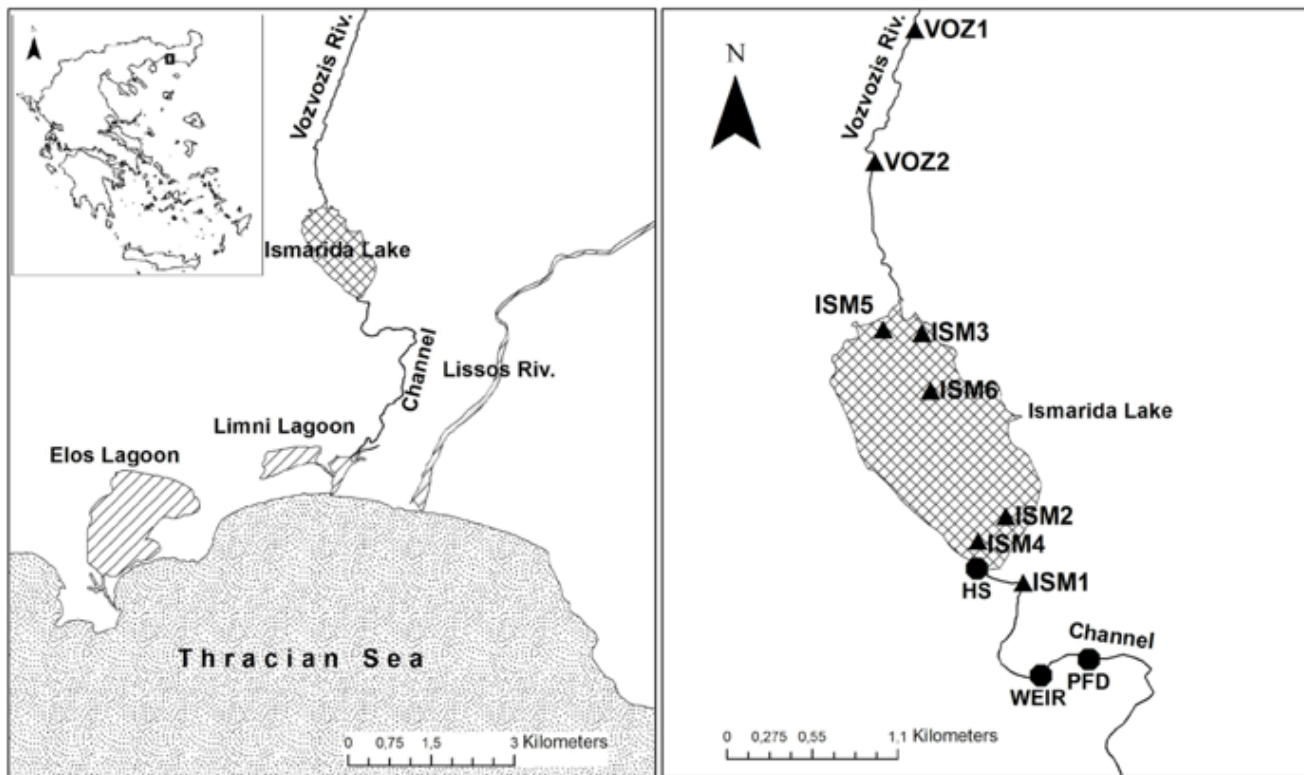 Vozvozis Riv.
Ismarida Lake
Channel
Lissos Riv.
Limni Lagoon
Elos Lagoon
Thracian Sea
0 0,75 1,5 3 Kilometers
N
VOZ1
Vozvozis Riv.
VOZ2
ISM5
ISM3
ISM6
Ismarida Lake
ISM2
ISM4
HS
ISM1
Channel
WEIR
PFD
0 0,275 0,55 1,1 Kilometers